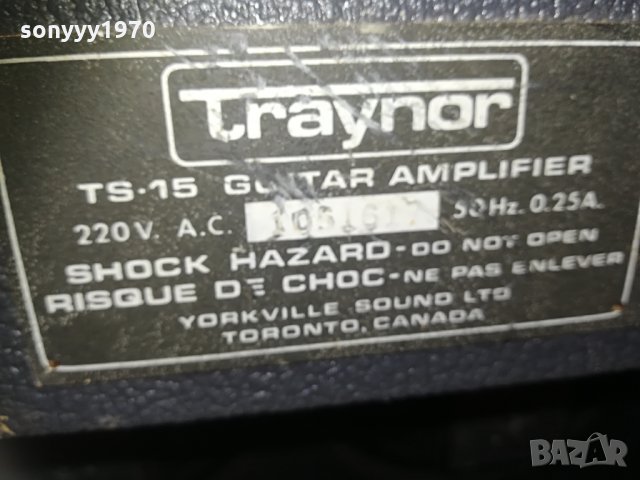 sonyyy1970
Traynor
TS-15 GUITAR AMPLIFIER
220V. A.C. 50Hz. 0.25A.
SHOCK HAZARD-DO NOT OPEN
RISQUE DE CHOC-NE PAS ENLEVER
YORKVILLE SOUND LTD
TORONTO, CANADA
BAZAR